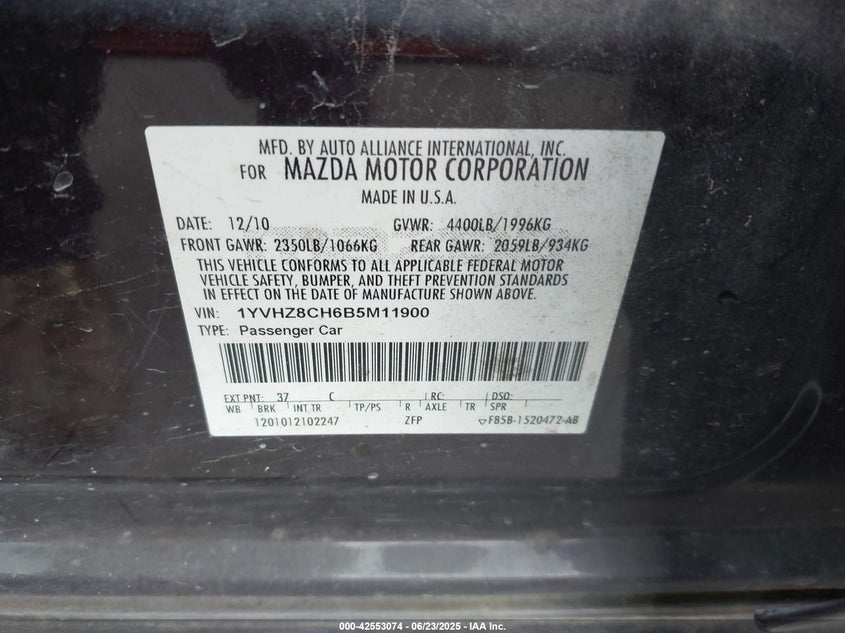 MFD. BY AUTO ALLIANCE INTERNATIONAL, INC.
FOR MAZDA MOTOR CORPORATION
MADE IN U.S.A.
DATE: 12/10 GVWR: 4400LB/1996KG
FRONT GAWR: 2350LB/1066KG REAR GAWR: 2059LB/934KG
THIS VEHICLE CONFORMS TO ALL APPLICABLE FEDERAL MOTOR
VEHICLE SAFETY, BUMPER, AND THEFT PREVENTION STANDARDS
IN EFFECT ON THE DATE OF MANUFACTURE SHOWN ABOVE.
VIN: 1YVHZ8CH6B5M11900
TYPE: Passenger Car
EXT PNT: 37 C RC: DSO:
WB BRK INT TR TP/PS R AXLE TR SPR
1201012102247 ZFP F85B-1520472-AB
000-42553074 - 06/23/2025 - IAA Inc.